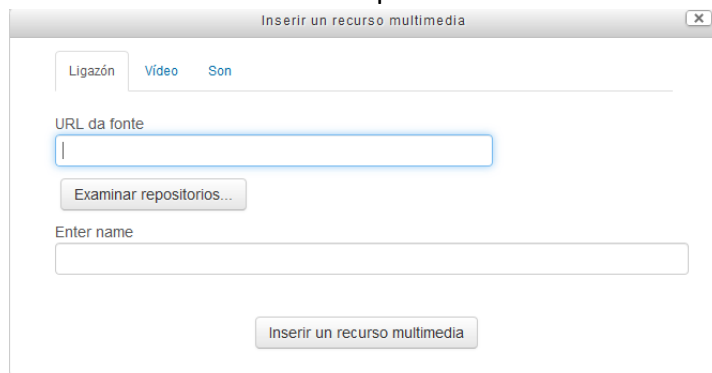 Inserir un recurso multimedia
Ligazón Vídeo Son
URL da fonte
Examinar repositorios...
Enter name
Inserir un recurso multimedia